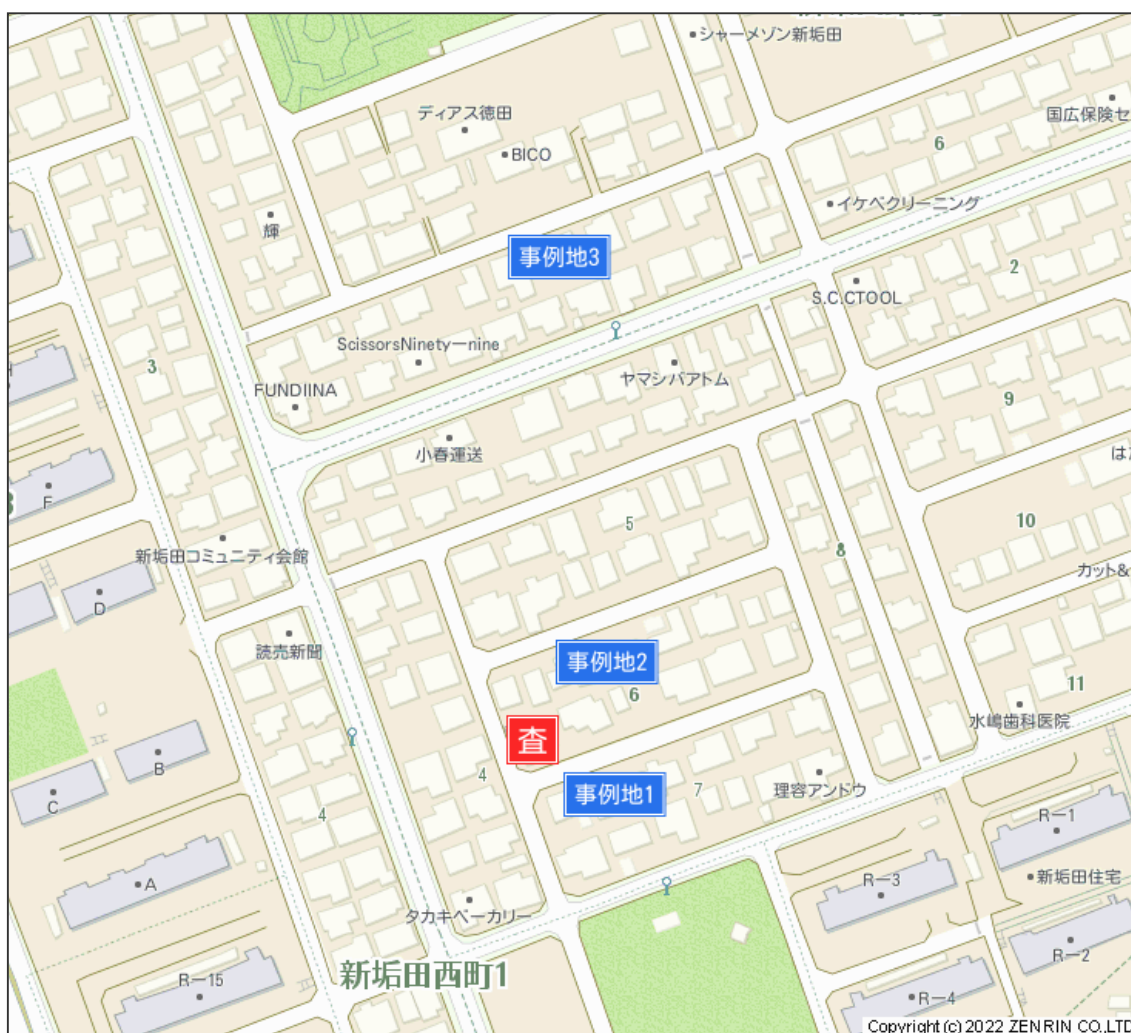 シャーメゾン新垢田
国広保険セ
6
ディアス徳田
BICO
イケベクリーニング
輝
事例地3
2
S.C.CTOOL
ScissorsNinetyーnine
3
ヤマシバアトム
FUNDIINA
9
小春運送
は
F
5
10
新垢田コミュニティ会館
8
カット&
D
読売新聞
事例地2
6
11
水嶋歯科医院
査
B
4
事例地1
7
理容アンドウ
C
4
R-1
A
R-3
新垢田住宅
タカキベーカリー
R-2
新垢田西町1
R-15
R-4
Copyright (c) 2022 ZENRIN CO.,LTD